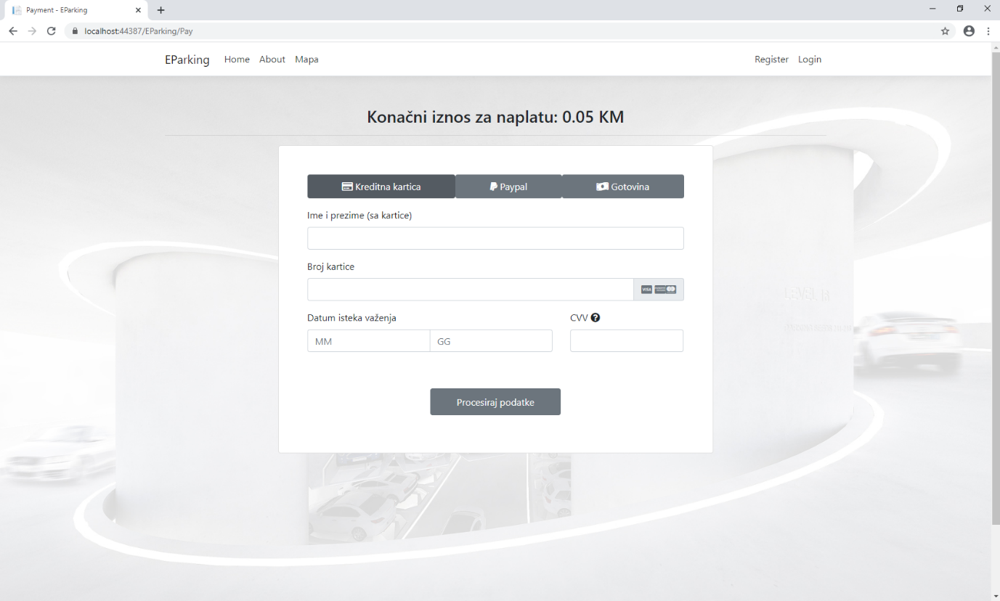 Payment - EParking
localhost:44387/EParking/Pay
EParking Home About Mapa Register Login
Konačni iznos za naplatu: 0.05 KM
Kreditna kartica Paypal Gotovina
Ime i prezime (sa kartice)
Broj kartice
VISA
Datum isteka važenja CVV
MM GG
LEVEL
Procesiraj podatke